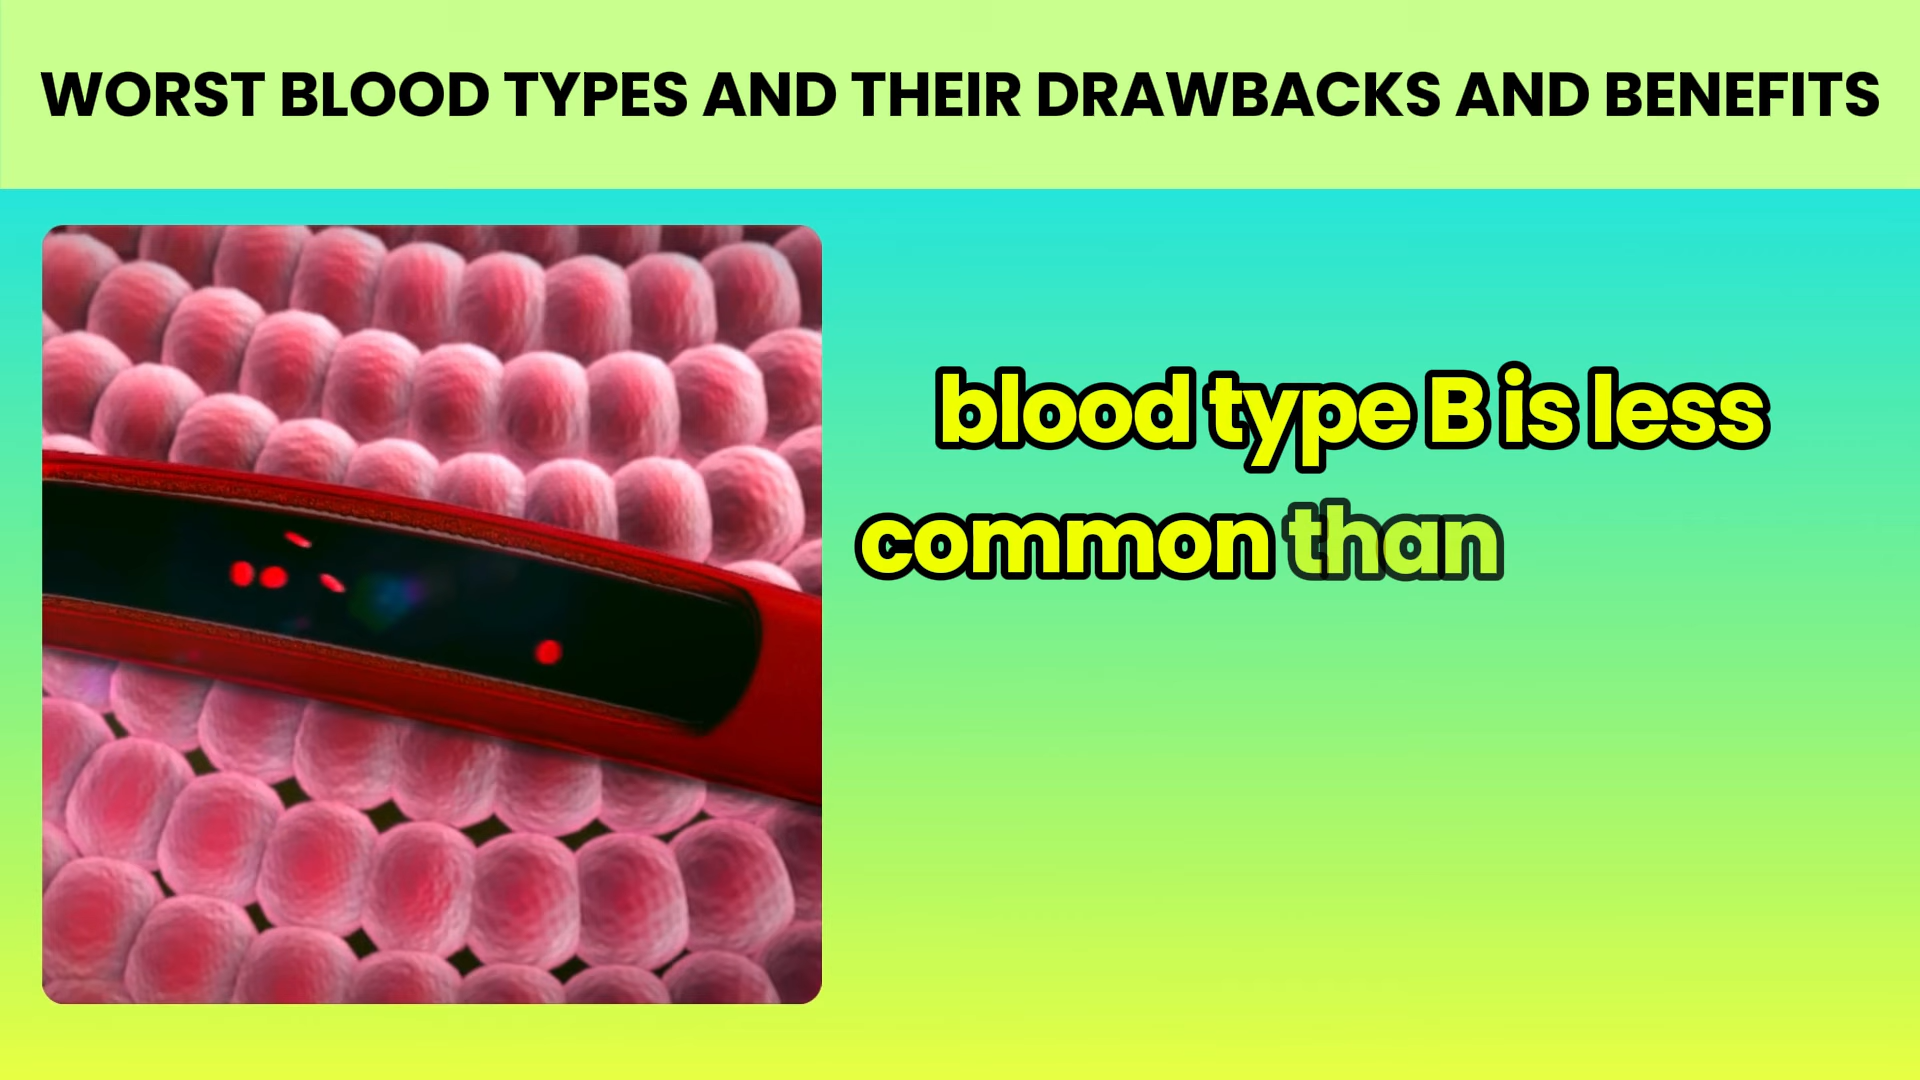 WORST BLOOD TYPES AND THEIR DRAWBACKS AND BENEFITS
blood type B is less
common than